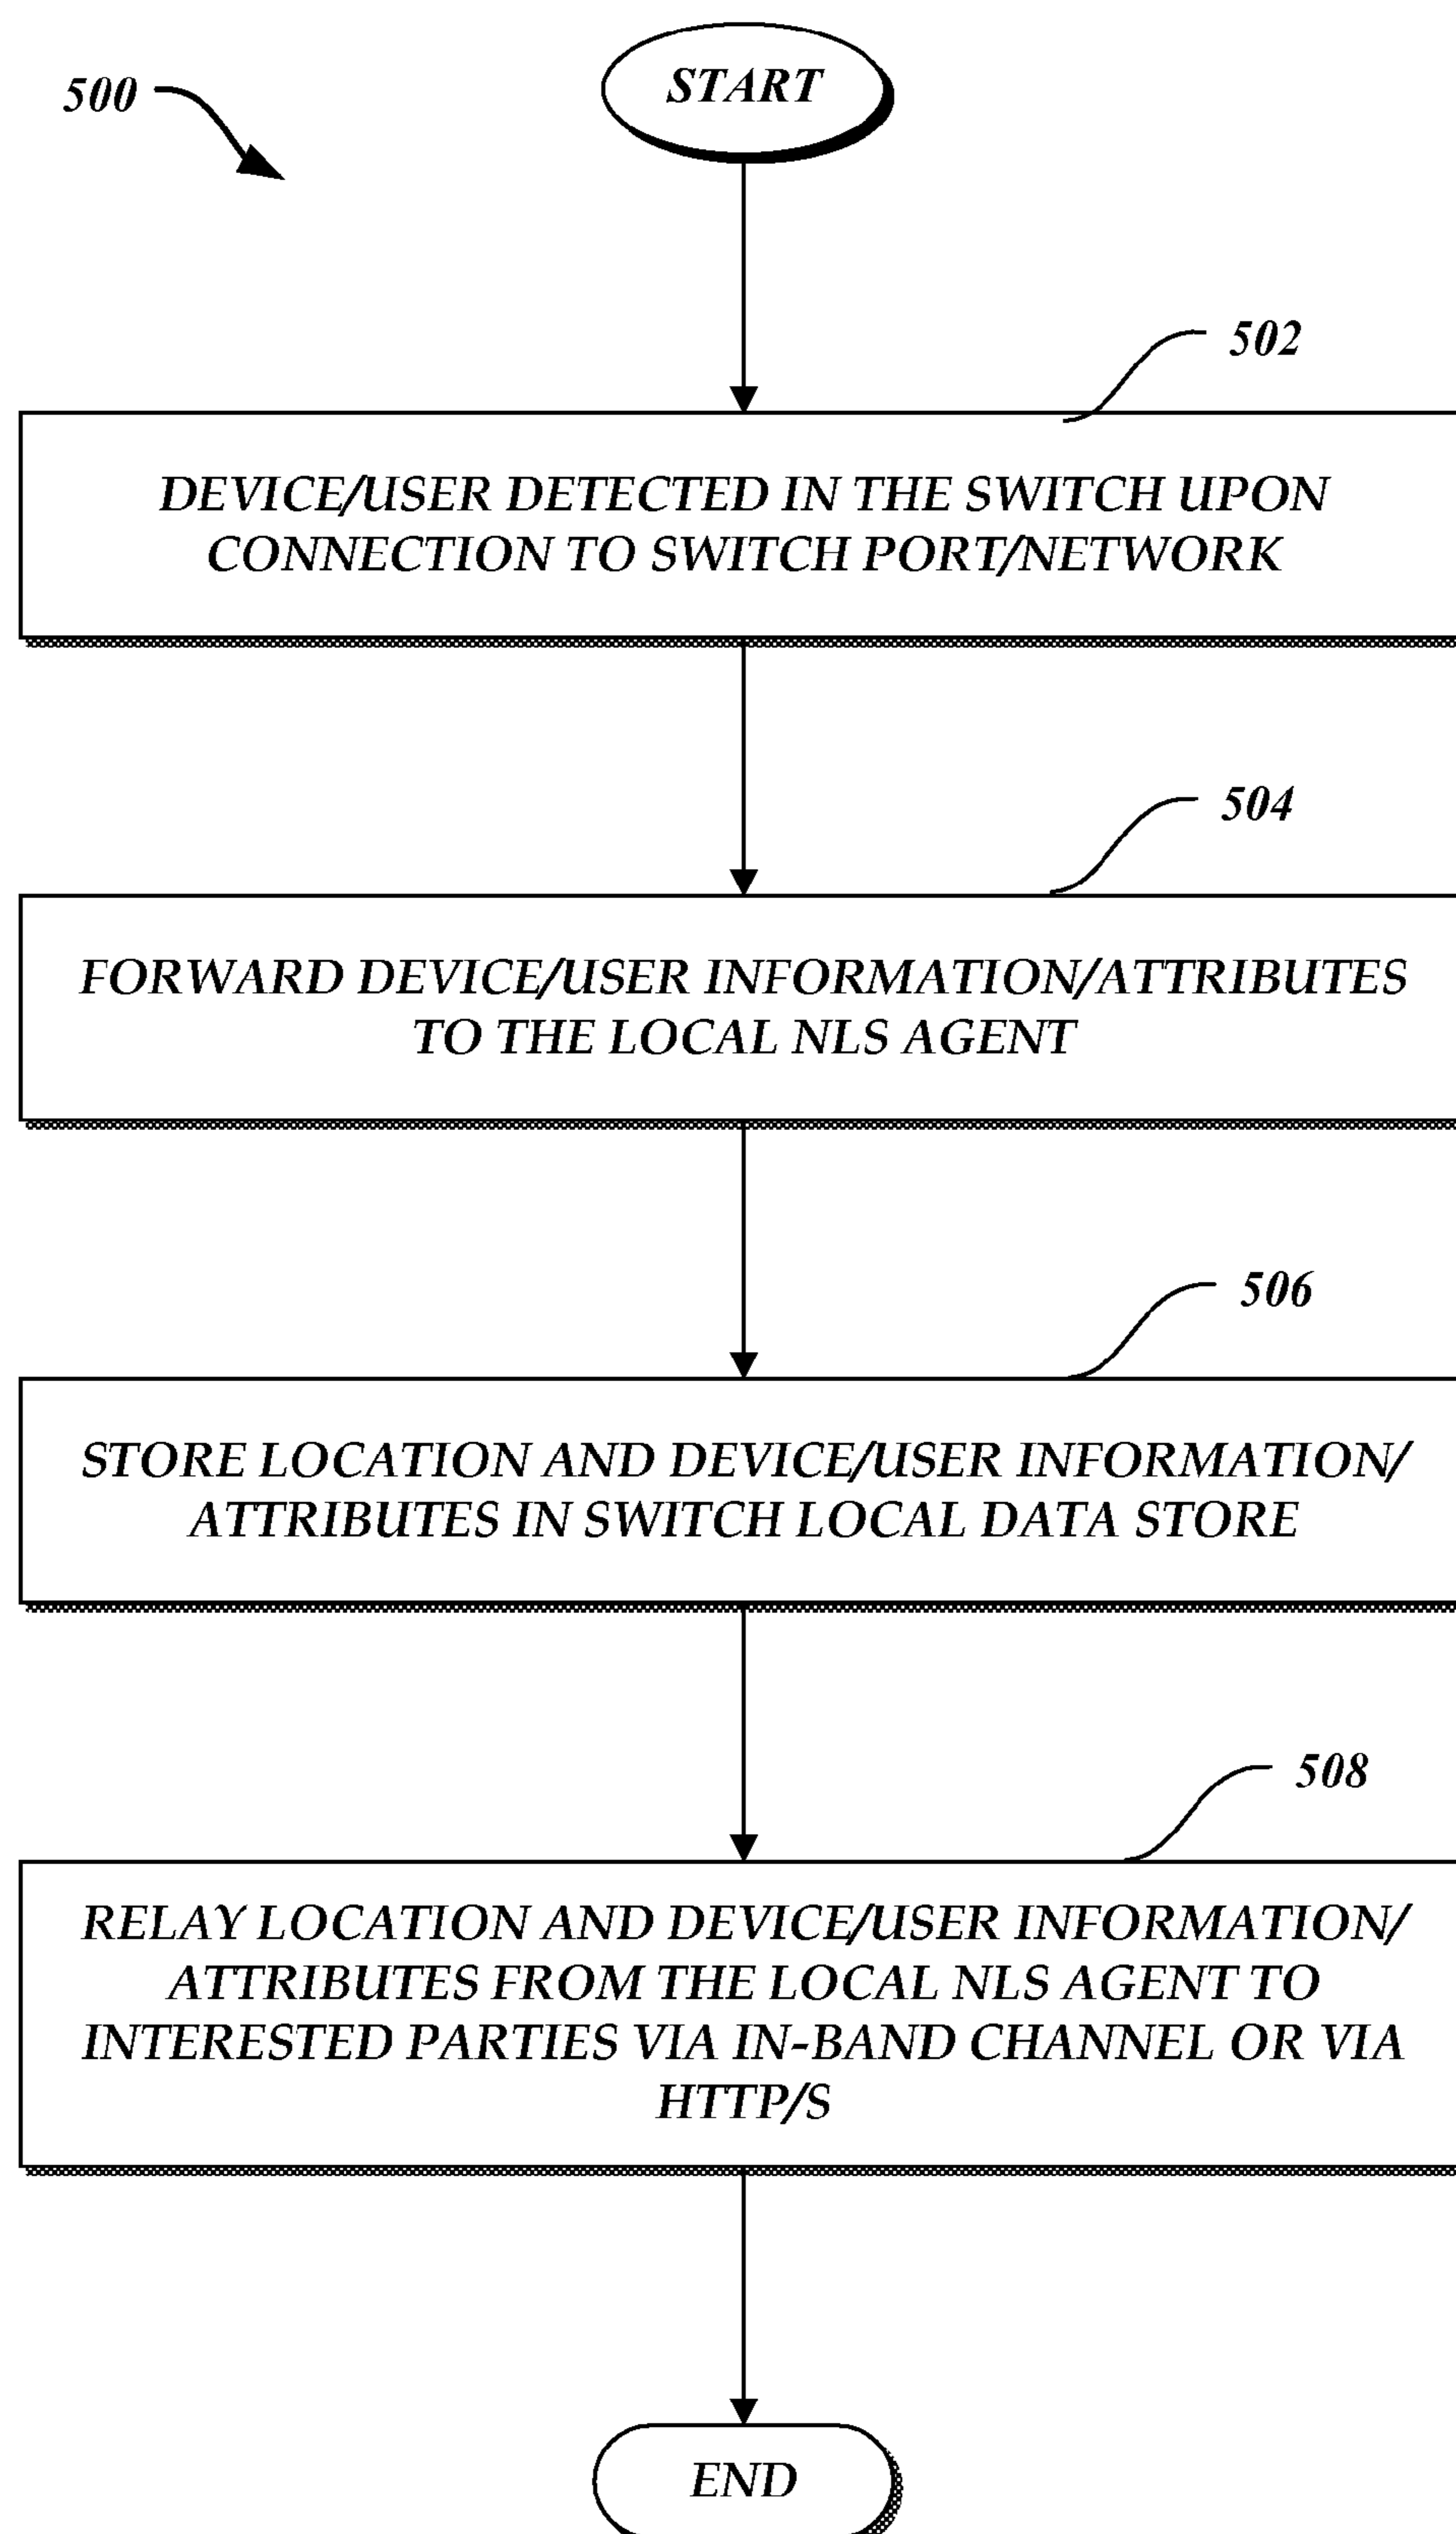 START
500
502
DEVICE/USER DETECTED IN THE SWITCH UPON
CONNECTION TO SWITCH PORT/NETWORK
504
FORWARD DEVICE/USER INFORMATION/ATTRIBUTES
TO THE LOCAL NLS AGENT
506
STORE LOCATION AND DEVICE/USER INFORMATION/
ATTRIBUTES IN SWITCH LOCAL DATA STORE
508
RELAY LOCATION AND DEVICE/USER INFORMATION/
ATTRIBUTES FROM THE LOCAL NLS AGENT TO
INTERESTED PARTIES VIA IN-BAND CHANNEL OR VIA
HTTP/S
END